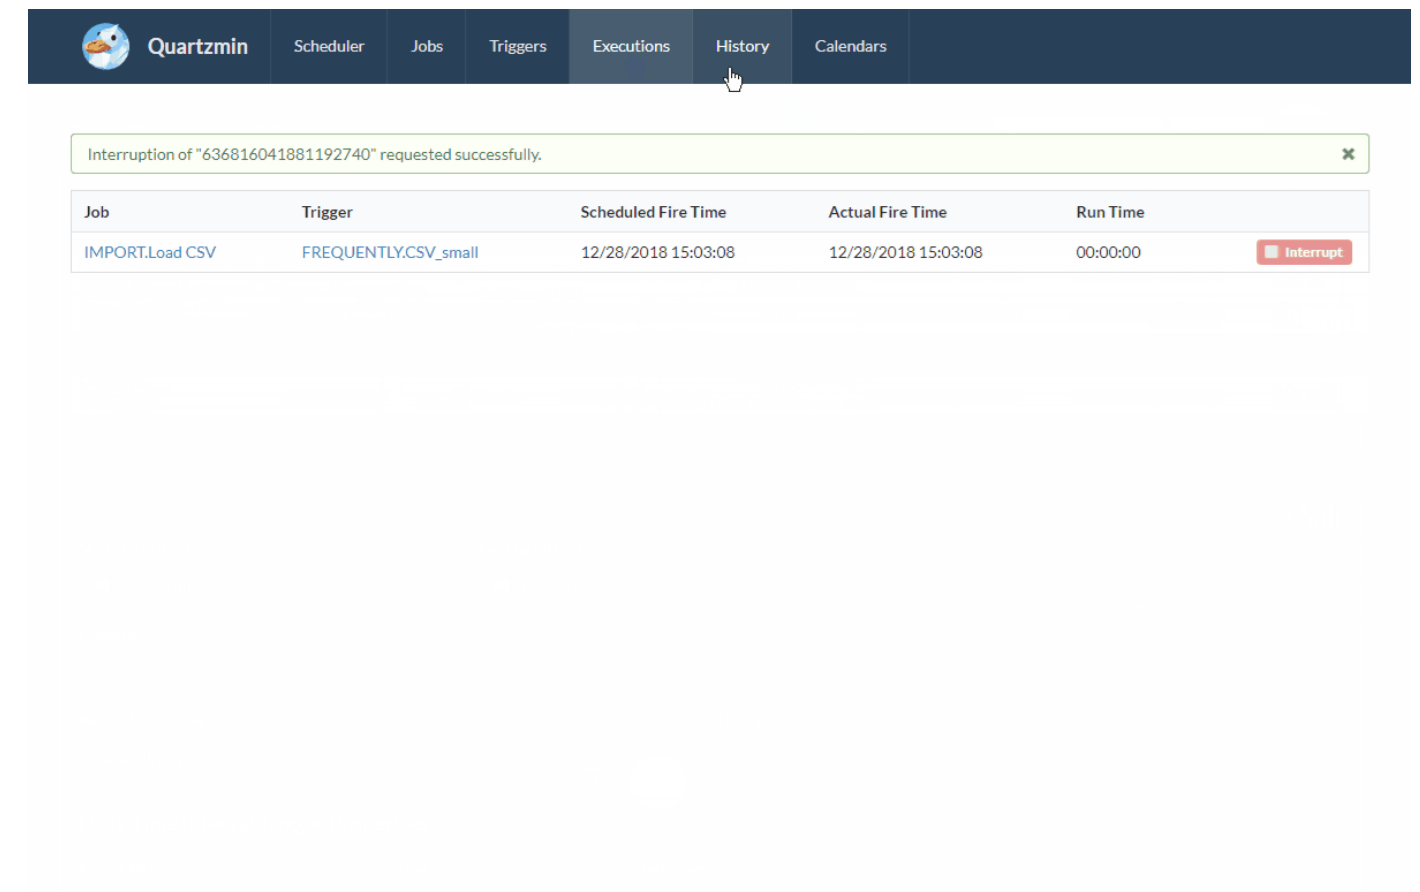 Quartzmin Scheduler Jobs Triggers Executions History Calendars
Interruption of "636816041881192740" requested successfully.
Job Trigger Scheduled Fire Time Actual Fire Time Run Time
IMPORT.Load CSV FREQUENTLY.CSV_small 12/28/2018 15:03:08 12/28/2018 15:03:08 00:00:00 Interrupt